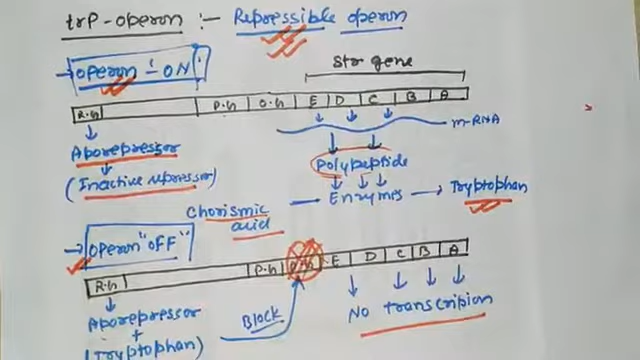 trP-operon :- Repressible operon
→ operon - ON
Str gene
R.G P.G O.G E D C B A
m-RNA
Aporepressor
(Inactive repressor)
Polypeptide
chorismic acid → Enzymes → Tryptophan
→ operon "OFF"
R.G P.G E D C B A
Aporepressor
+
(Tryptophan)
Block
No transcripion